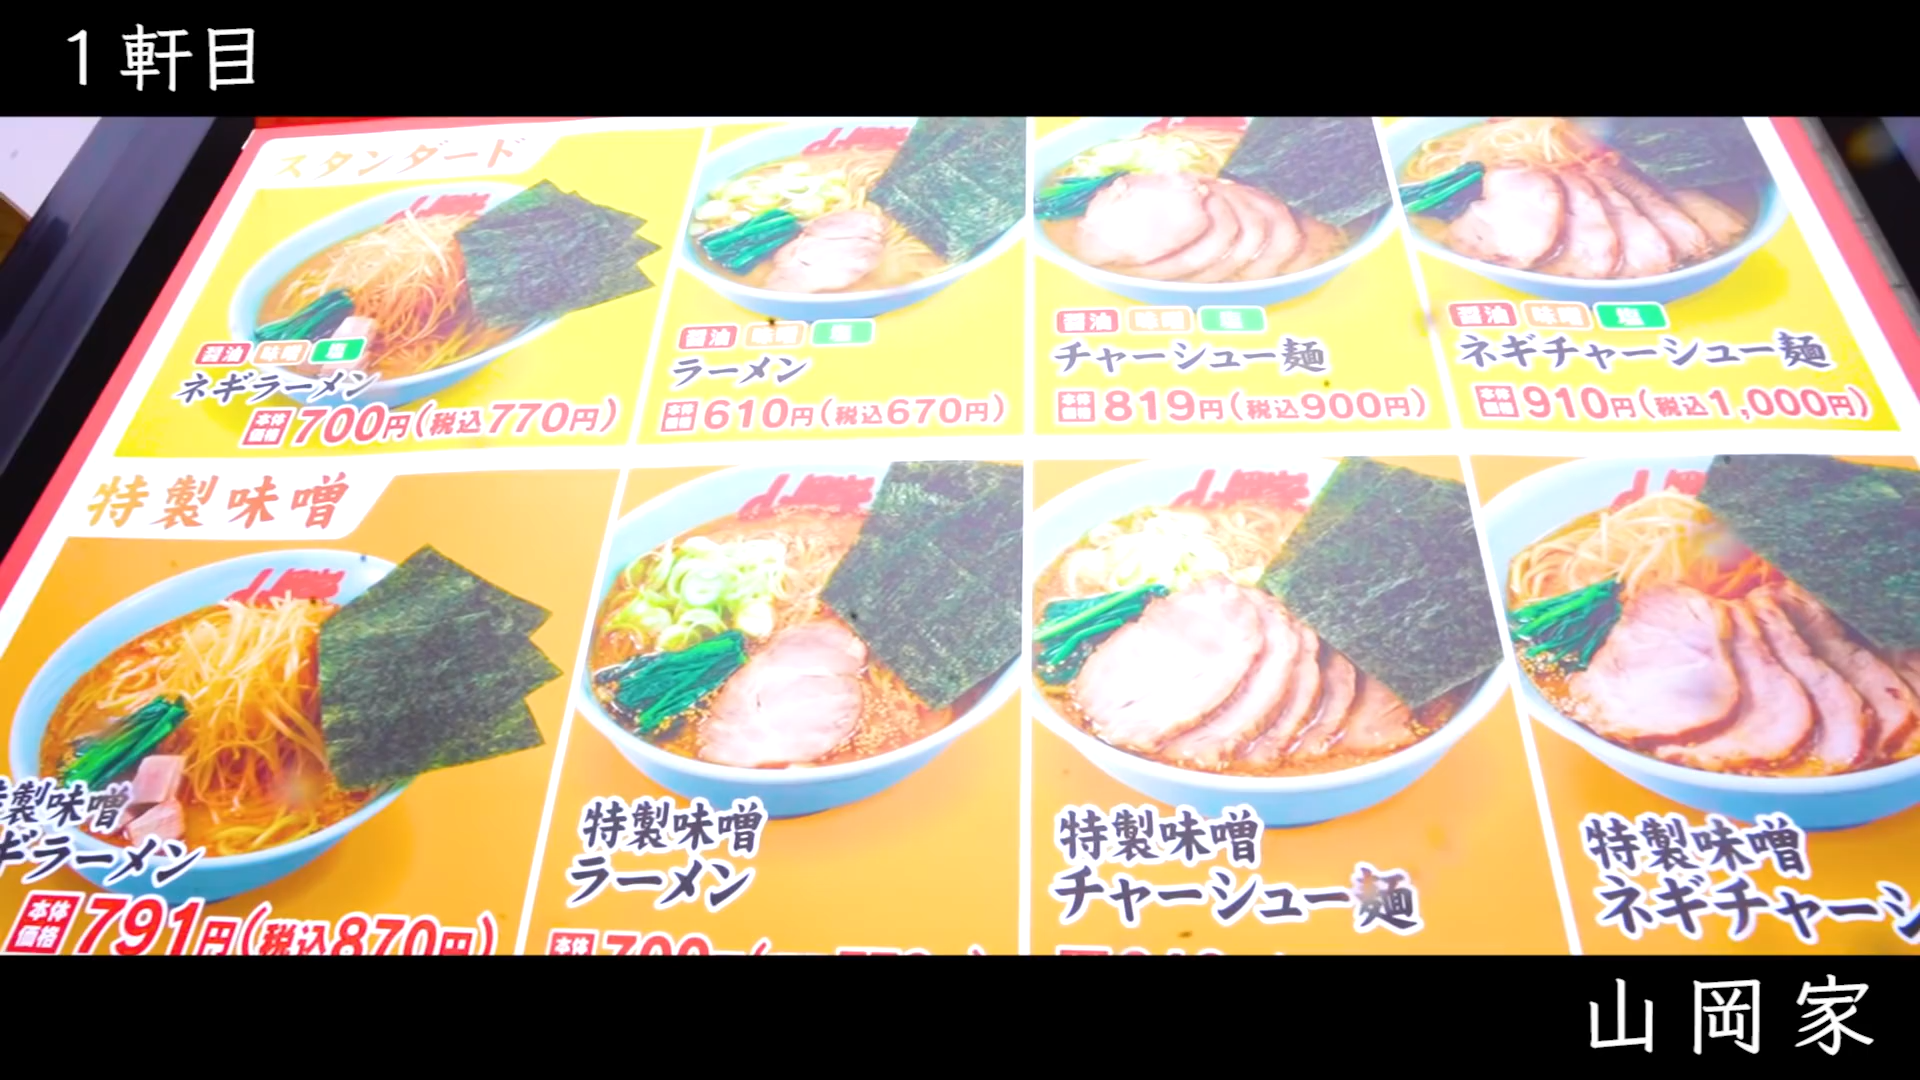 1軒目
スタンダード
醤油 味噌 塩
ネギラーメン
本体価格 700円(税込770円)
醤油 味噌 塩
ラーメン
本体価格 610円(税込670円)
醤油 味噌 塩
チャーシュー麺
本体価格 819円(税込900円)
醤油 味噌 塩
ネギチャーシュー麺
本体価格 910円(税込1,000円)
特製味噌
製味噌
ギラーメン
本体価格 791円(税込870円)
特製味噌
ラーメン
特製味噌
チャーシュー麺
特製味噌
ネギチャーシ
山岡家